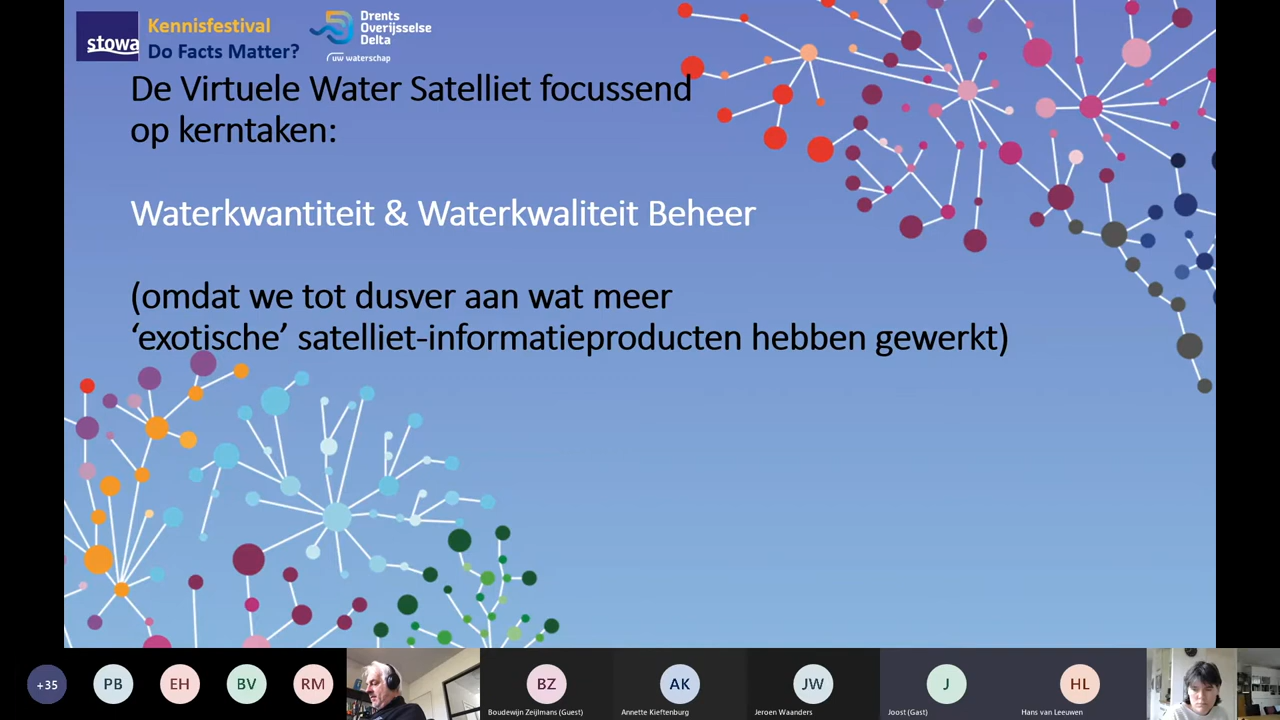 stowa
Kennisfestival
Do Facts Matter?
Drents
Overijsselse
Delta
uw waterschap
De Virtuele Water Satelliet focussend
op kerntaken:
Waterkwantiteit & Waterkwaliteit Beheer
(omdat we tot dusver aan wat meer
‘exotische’ satelliet-informatieproducten hebben gewerkt)
+35
PB
EH
BV
RM
BZ
AK
JW
J
HL
Boudewijn Zeijlmans (Guest)
Annette Kieftenburg
Jeroen Waanders
Joost (Gast)
Hans van Leeuwen